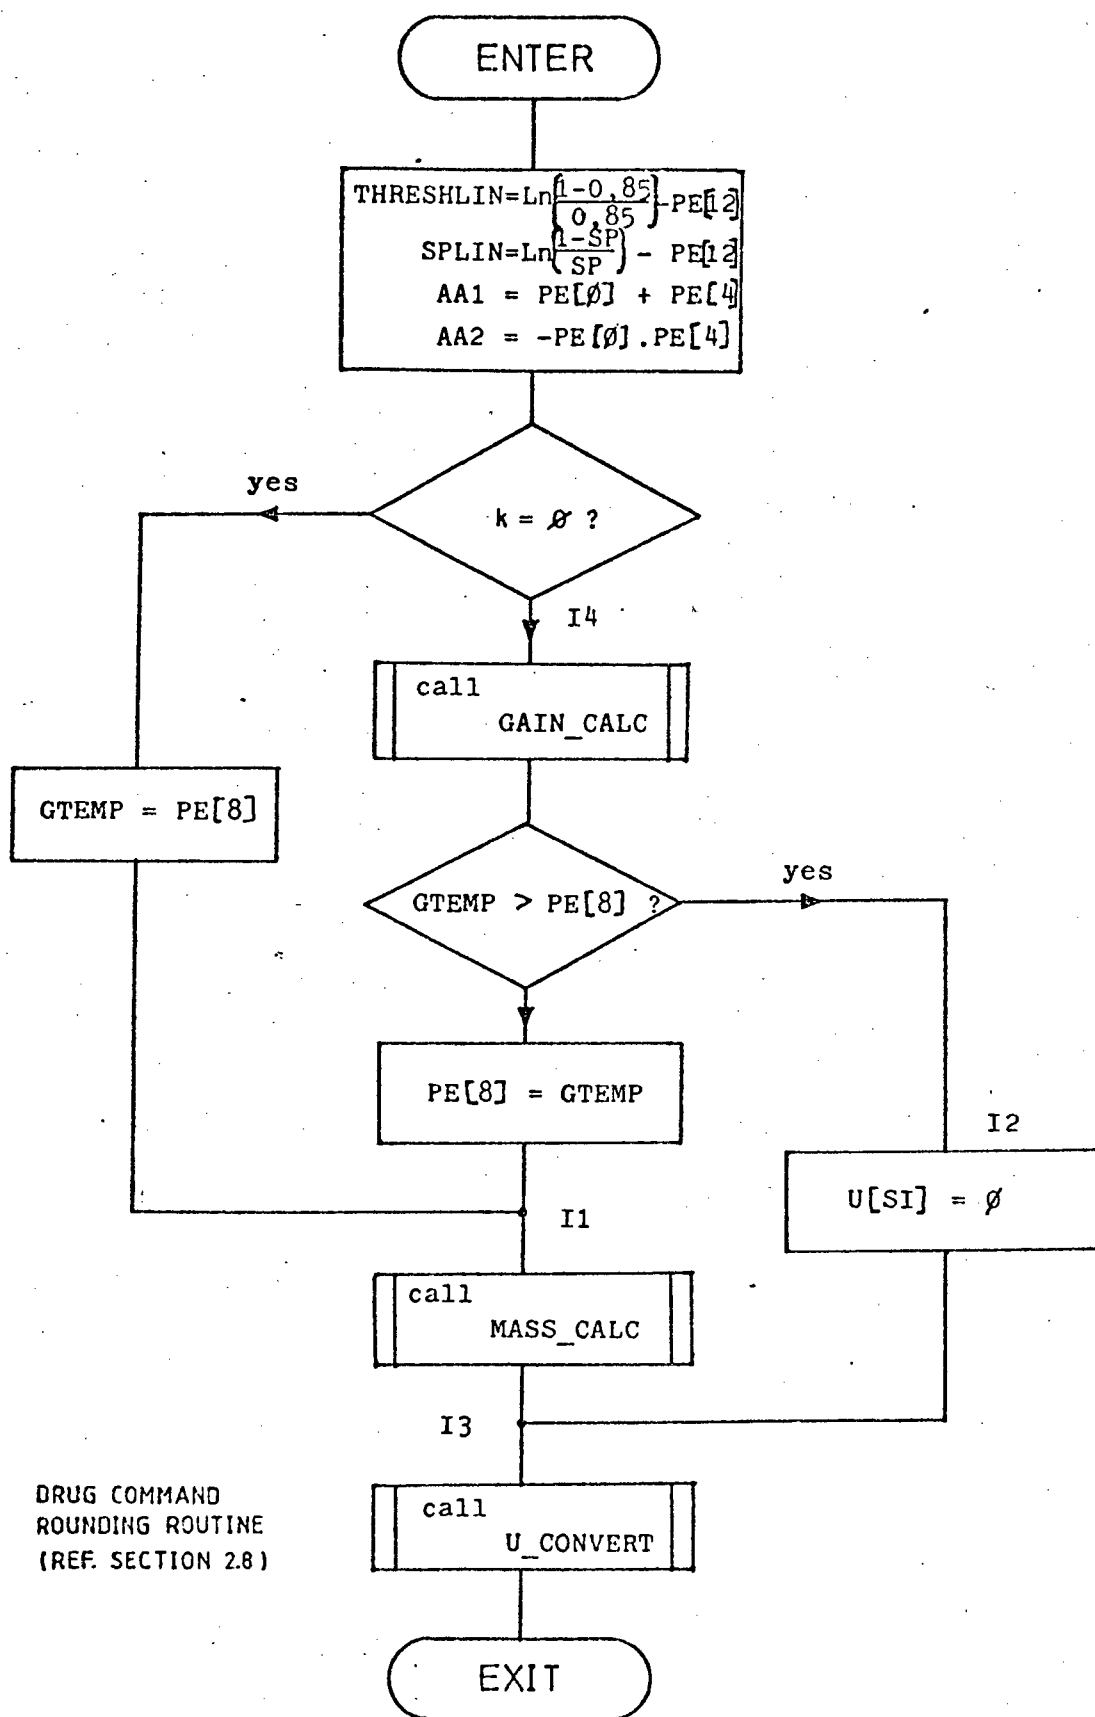 ENTER
THRESHLIN=Ln{1-0,85/0,85}-PE[12]
SPLIN=Ln{1-SP/SP} - PE[12]
AA1 = PE[Ø] + PE[4]
AA2 = -PE[Ø].PE[4]
yes
k = Ø ?
I4
call
GAIN_CALC
GTEMP = PE[8]
yes
GTEMP > PE[8] ?
PE[8] = GTEMP
I2
U[SI] = Ø
I1
call
MASS_CALC
I3
DRUG COMMAND
ROUNDING ROUTINE
(REF. SECTION 2.8)
call
U_CONVERT
EXIT